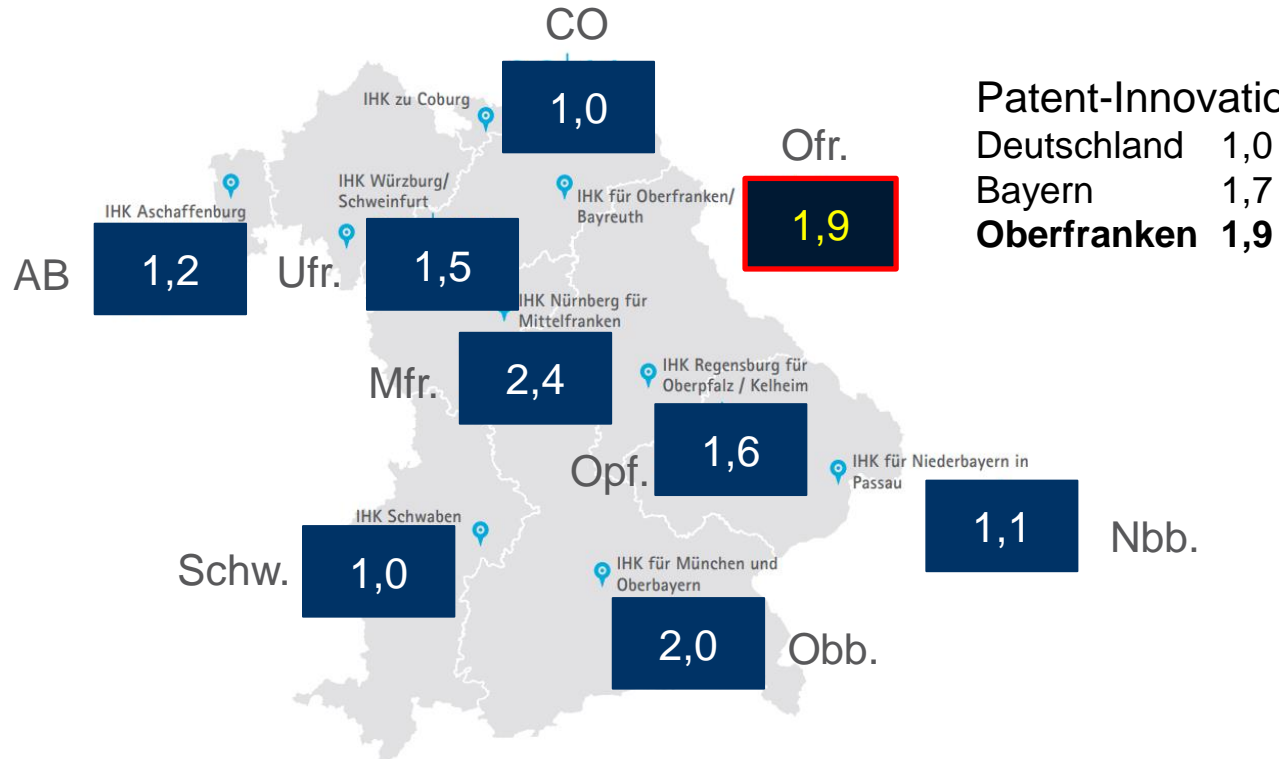 CO
1,0
IHK zu Coburg
Patent-Innovatio
Deutschland 1,0
Bayern 1,7
Oberfranken 1,9
Ofr.
1,9
IHK Würzburg/
Schweinfurt
IHK für Oberfranken/
Bayreuth
IHK Aschaffenburg
AB
1,2
Ufr.
1,5
IHK Nürnberg für
Mittelfranken
Mfr.
2,4
IHK Regensburg für
Oberpfalz / Kelheim
Opf.
1,6
IHK für Niederbayern in
Passau
1,1
Nbb.
IHK Schwaben
Schw.
1,0
IHK für München und
Oberbayern
2,0
Obb.